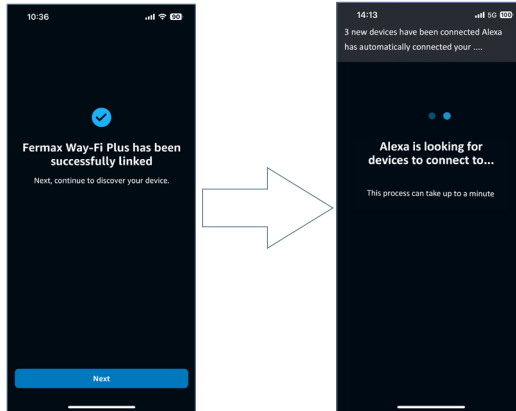 10:36
90
Fermax Way-Fi Plus has been
successfully linked
Next, continue to discover your device.
Next
14:13
5G 100
3 new devices have been connected Alexa
has automatically connected your ....
Alexa is looking for
devices to connect to...
This process can take up to a minute